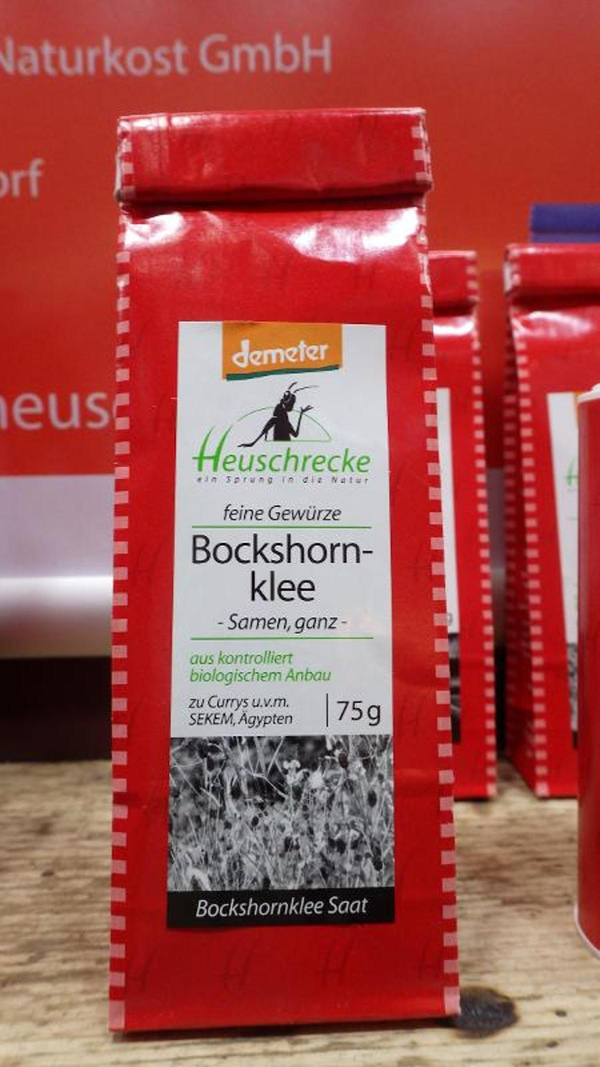 Naturkost GmbH
orf
heus
demeter
Heuschrecke
ein Sprung in die Natur
feine Gewürze
Bockshorn-
klee
- Samen, ganz -
aus kontrolliert
biologischem Anbau
zu Currys u.v.m.
SEKEM, Ägypten
75 g
Bockshornklee Saat